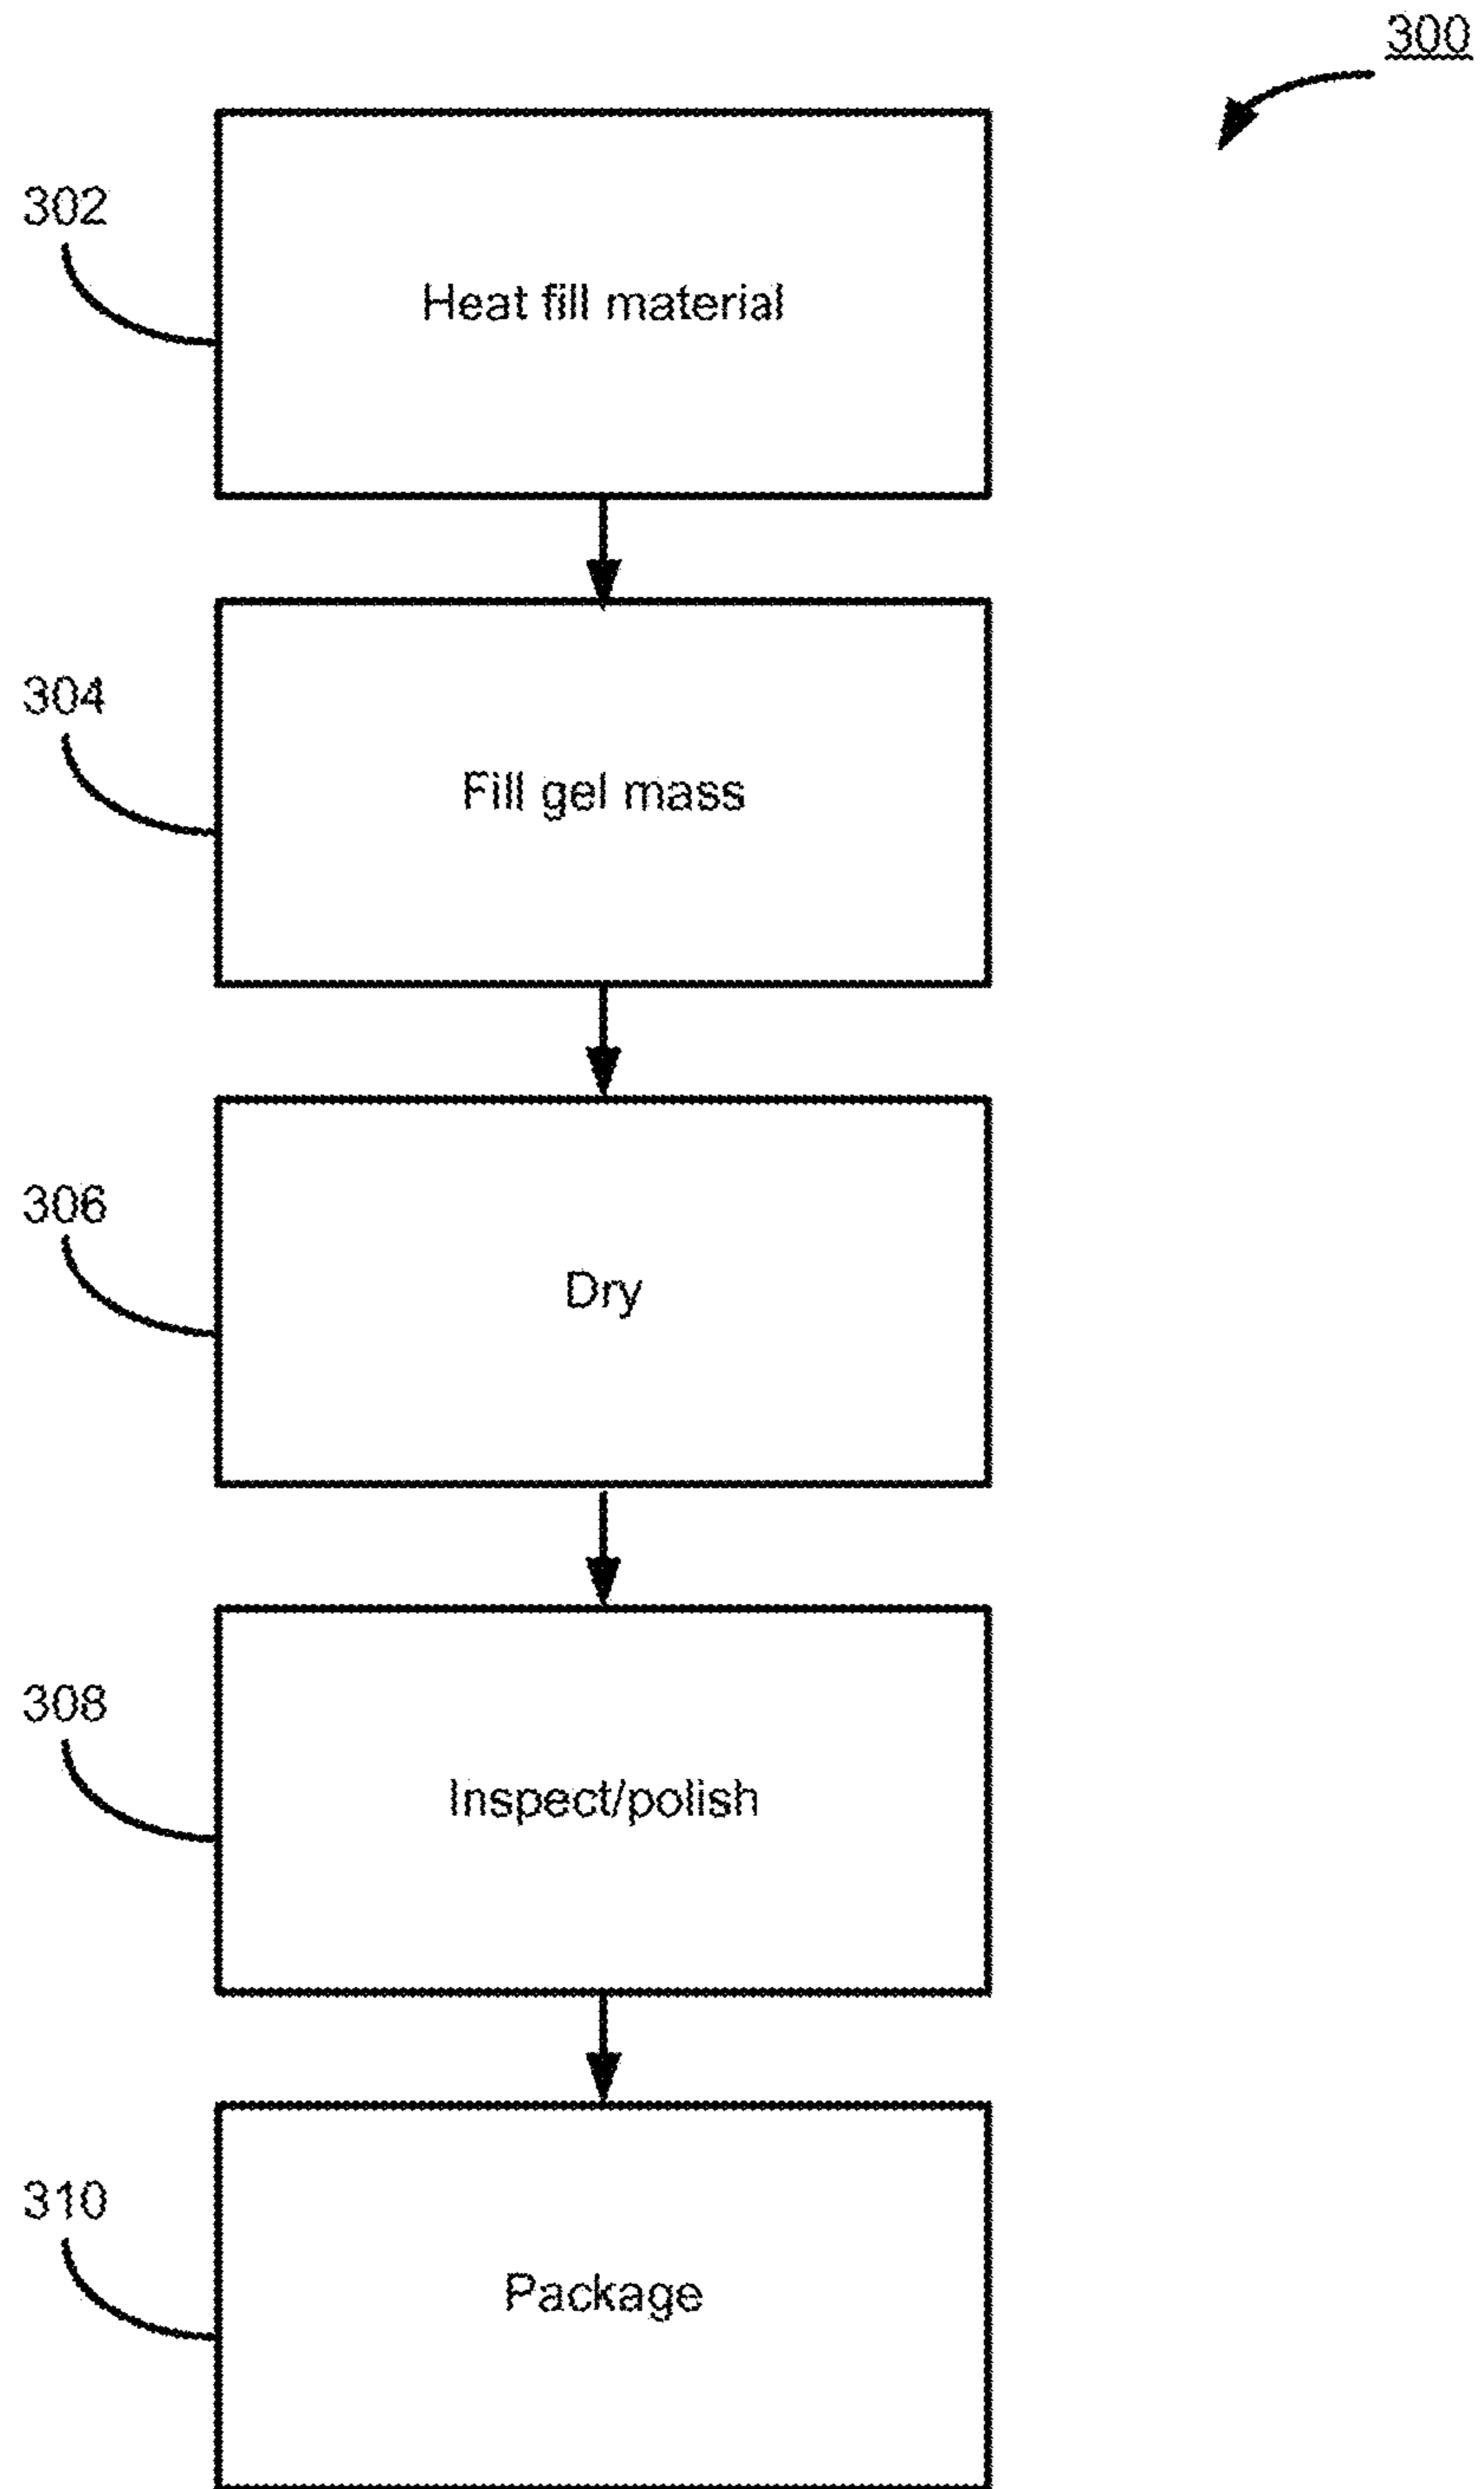 300
302
Heat fill material
304
Fill gel mass
306
Dry
308
Inspect/polish
310
Package